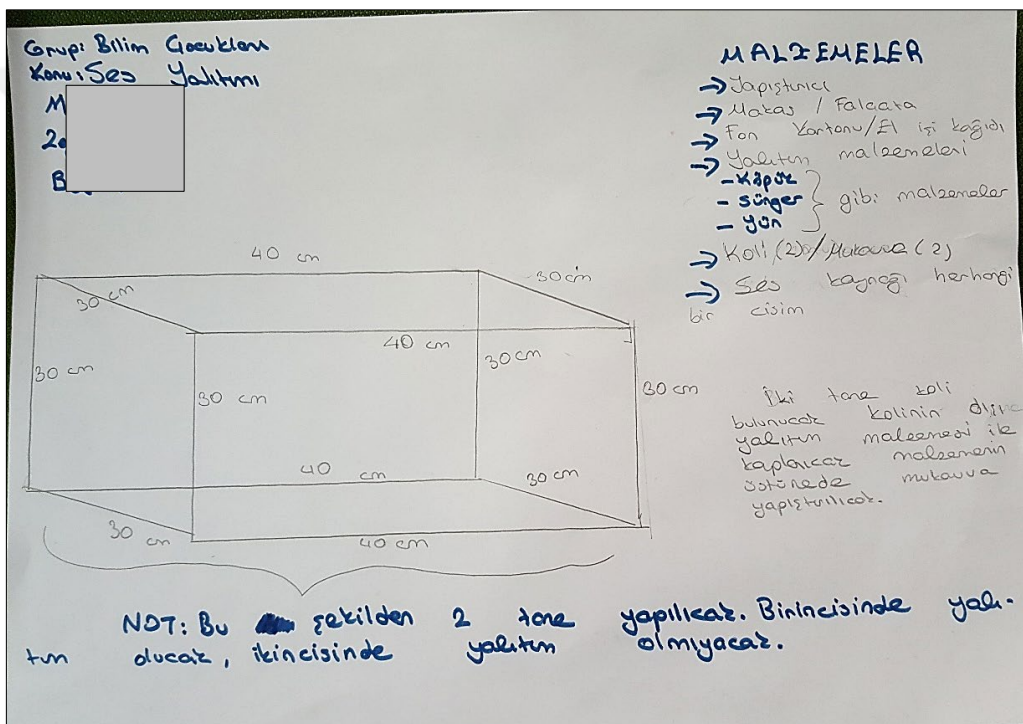 Grup: Bilim Çocukları
Konu: Ses Yalıtımı
M
B
MALZEMELER
→ Yapıştırıcı
→ Makas / Falçata
→ Fon Kartonu/El işi kağıdı
→ Yalıtım malzemeleri
- Köpük
- Sünger
- Yün
gibi malzemeler
→ Koli (2) / Mukavva (2)
→ Ses kaynağı herhangi
bir cisim
40 cm
30 cm
30 cm
40 cm
30 cm
30 cm
30 cm
30 cm
40 cm
30 cm
30 cm
40 cm
İki tane koli
bulunucak kolinin
yalıtım malzemesi ile
kaplanıcak malzemenin
üstünede mukavva
yapıştırılıcak.
NOT: Bu şekilden 2 tane yapılıcak. Birincisinde yalı-
tım olucak, ikincisinde yalıtım olmıyacak.